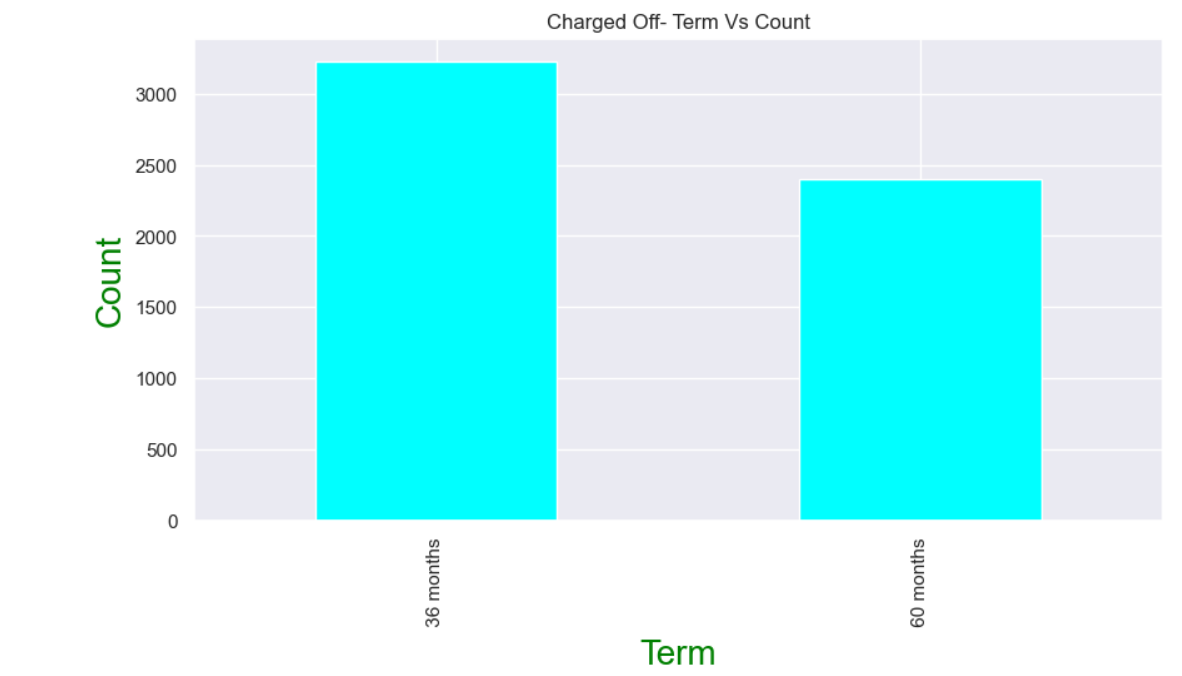 Charged Off- Term Vs Count
Count
3000
2500
2000
1500
1000
500
0
36 months
60 months
Term